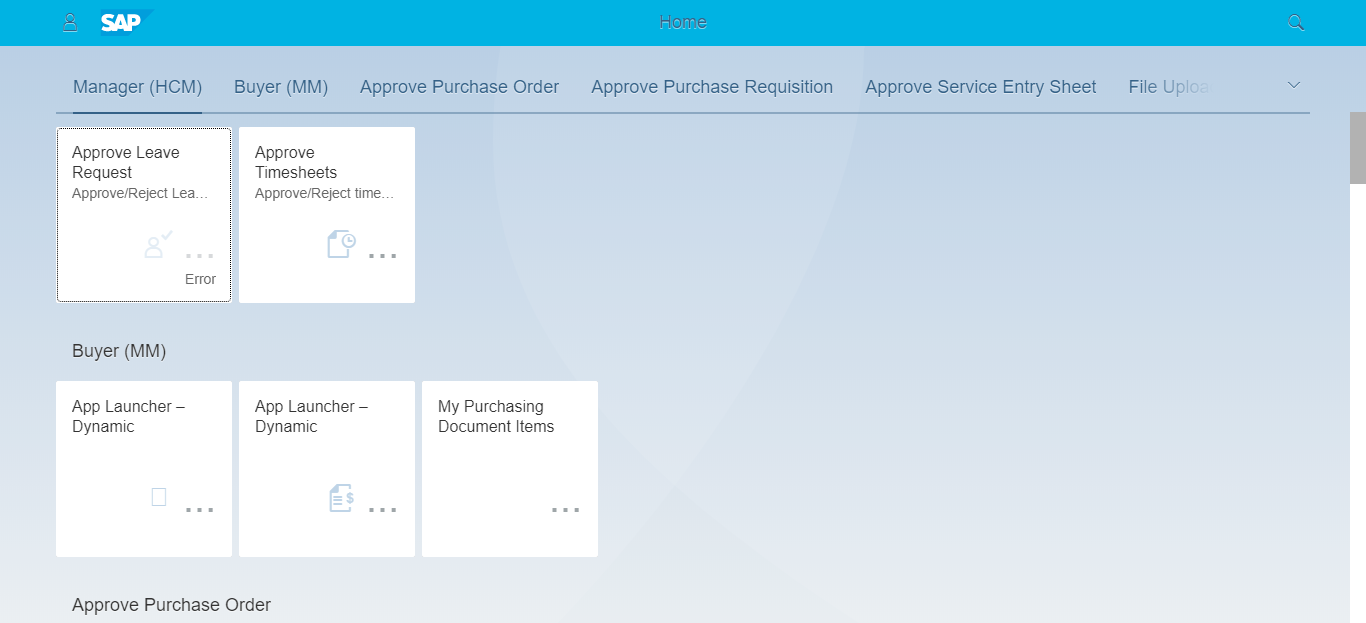 SAP
Home
Manager (HCM)
Buyer (MM)
Approve Purchase Order
Approve Purchase Requisition
Approve Service Entry Sheet
File Uploa
Approve Leave
Request
Approve/Reject Lea...
...
Error
Approve
Timesheets
Approve/Reject time...
...
Buyer (MM)
App Launcher –
Dynamic
...
App Launcher –
Dynamic
$
...
My Purchasing
Document Items
...
Approve Purchase Order